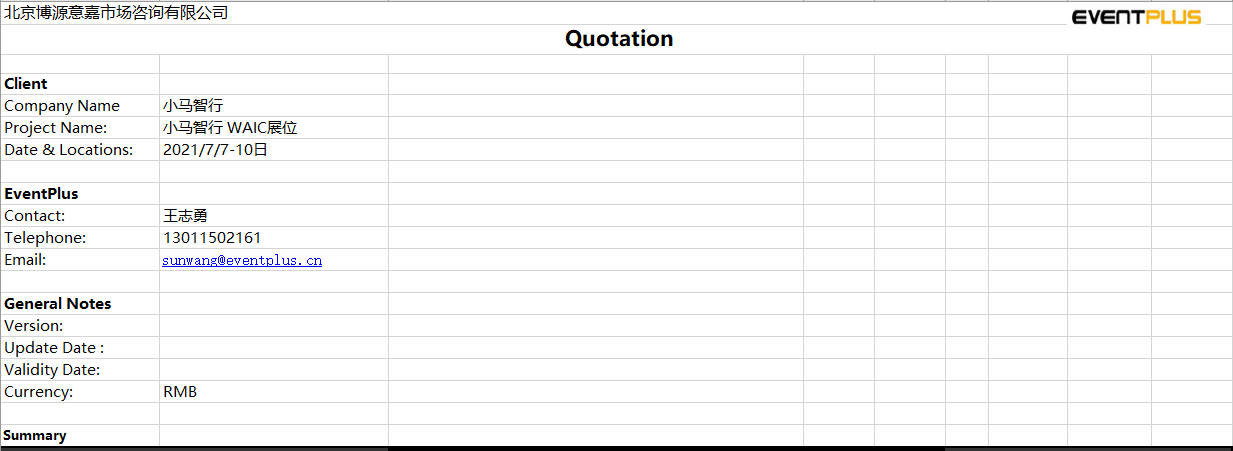 北京博源意嘉市场咨询有限公司
EVENTPLUS
Quotation
Client
Company Name 小马智行
Project Name: 小马智行 WAIC展位
Date & Locations: 2021/7/7-10日
EventPlus
Contact: 王志勇
Telephone: 13011502161
Email: sunwang@eventplus.cn
General Notes
Version:
Update Date :
Validity Date:
Currency: RMB
Summary